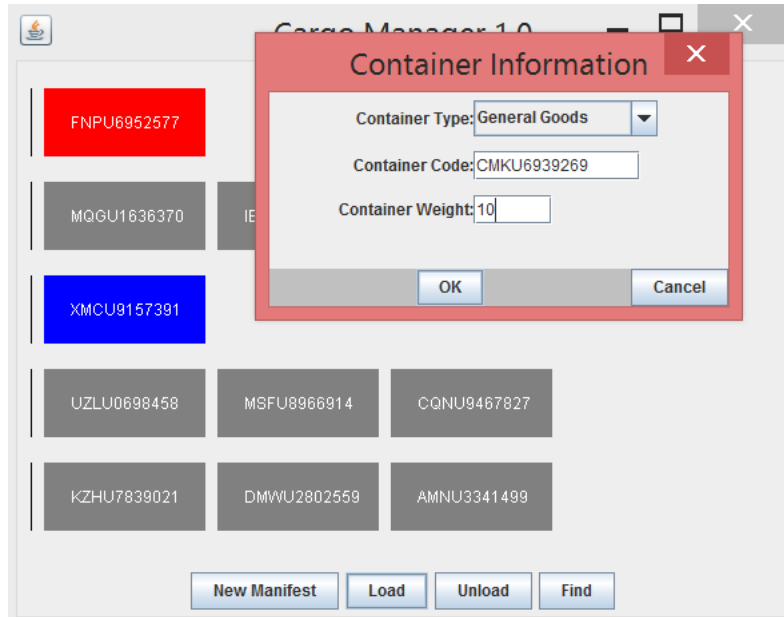 Cargo Manager 1.0
Container Information
Container Type: General Goods
Container Code: CMKU6939269
Container Weight: 10
OK Cancel
FNPU6952577
MQGU1636370 IE
XMCU9157391
UZLU0698458 MSFU8966914 CQNU9467827
KZHU7839021 DMWU2802559 AMNU3341499
New Manifest Load Unload Find